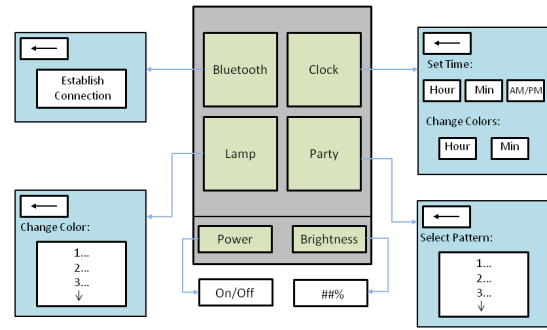 Establish
Connection
Bluetooth
Clock
Lamp
Party
Power
Brightness
On/Off
##%
Set Time:
Hour
Min
AM/PM
Change Colors:
Hour
Min
Change Color:
1...
2...
3...
Select Pattern:
1...
2...
3...